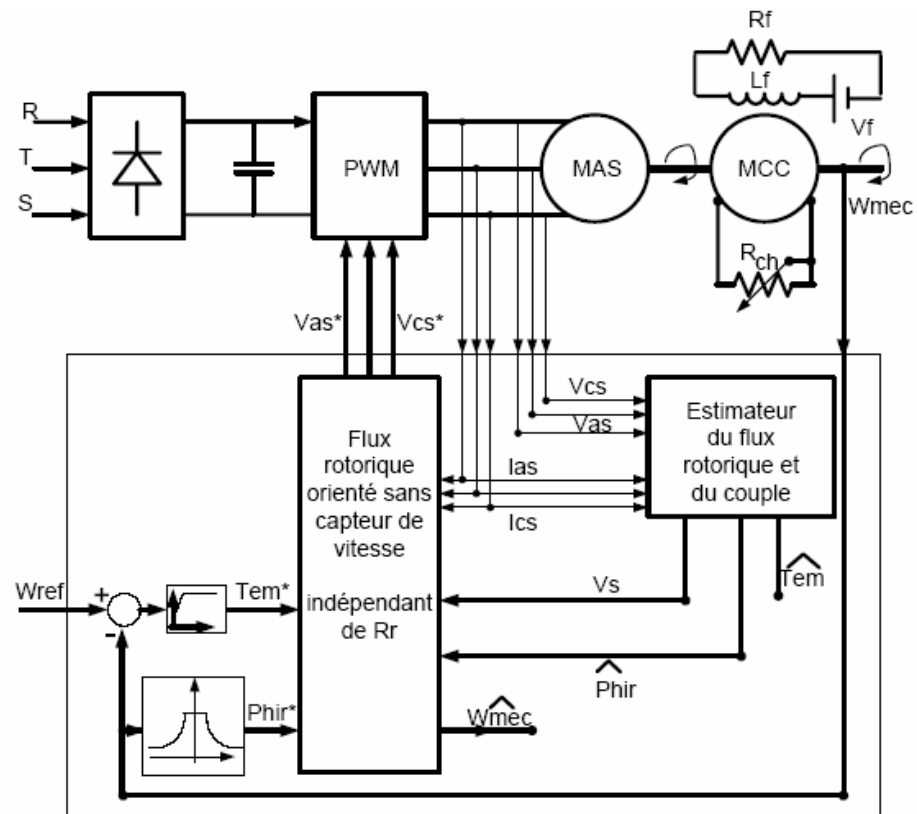 Rf
Lf
Vf
R
T
S
PWM
MAS
MCC
Wmec
Rch
Vas*
Vcs*
Vcs
Vas
Estimateur
du flux
rotorique et
du couple
Flux
rotorique
orienté sans
capteur de
vitesse
indépendant
de Rr
Ias
Ics
Wref
+
-
Tem*
Vs
Tem
Phir
Phir*
Wmec